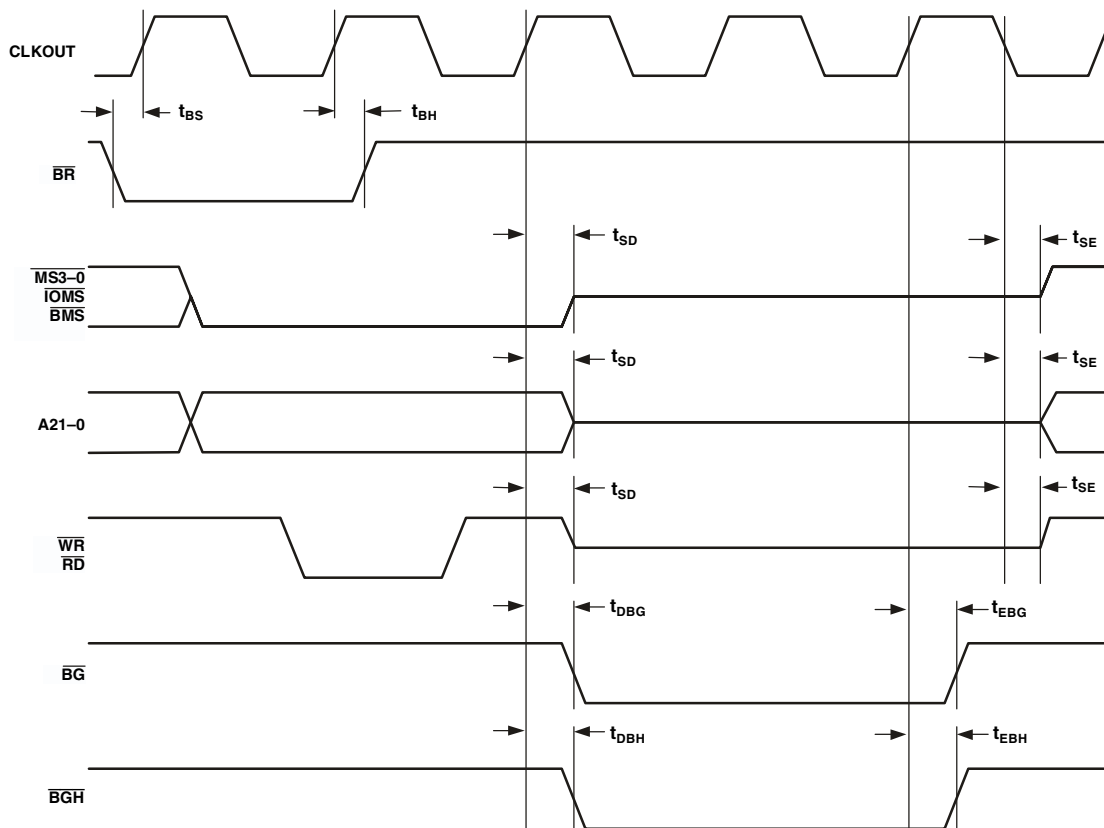 CLKOUT
tBS
tBH
BR
tSD
tSE
MS3–0
IOMS
BMS
tSD
tSE
A21–0
tSD
tSE
WR
RD
tDBG
tEBG
BG
tDBH
tEBH
BGH